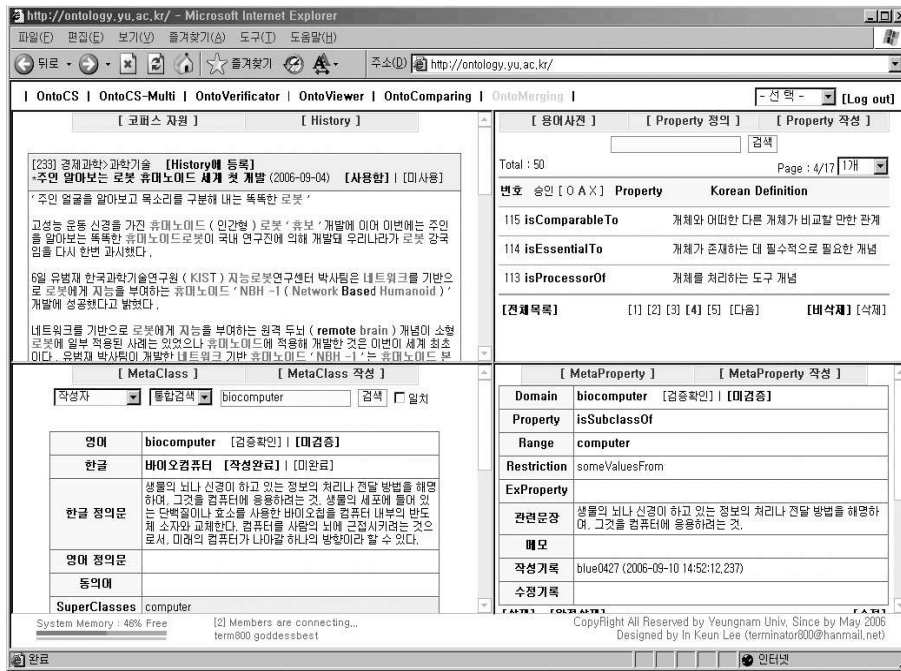 http://ontology.yu.ac.kr/ - Microsoft Internet Explorer
파일(F) 편집(E) 보기(V) 즐겨찾기(A) 도구(T) 도움말(H)
뒤로 즐겨찾기 주소(D) http://ontology.yu.ac.kr/
| OntoCS | OntoCS-Multi | OntoVerificator | OntoViewer | OntoComparing | OntoMerging | - 선택 - [Log out]
[ 코퍼스 자원 ] [ History ]
[233] 경제과학>과학기술 [History에 등록]
*주인 알아보는 로봇 휴머노이드 세계 첫 개발 (2006-09-04) [사용함] | [미사용]
' 주인 얼굴을 알아보고 목소리를 구분해 내는 똑똑한 로봇 '
고성능 운동 신경을 가진 휴머노이드 ( 인간형 ) 로봇 ' 휴보 ' 개발에 이어 이번에는 주인
을 알아보는 똑똑한 휴머노이드로봇이 국내 연구진에 의해 개발돼 우리나라가 로봇 강국
임을 다시 한번 과시했다 .
6일 유범재 한국과학기술연구원 ( KIST ) 지능로봇연구센터 박사팀은 네트워크를 기반으
로 로봇에게 지능을 부여하는 휴머노이드 ' NBH -1 ( Network Based Humanoid ) '
개발에 성공했다고 밝혔다 .
네트워크를 기반으로 로봇에게 지능을 부여하는 원격 두뇌 ( remote brain ) 개념이 소형
로봇에 일부 적용된 사례는 있었으나 휴머노이드에 적용해 개발한 것은 이번이 세계 최초
이다 . 유범재 박사팀이 개발한 네트워크 기반 휴머노이드 ' NBH -1 ' 는 휴머노이드 본
[ 용어사전 ] [ Property 정의 ] [ Property 작성 ]
검색
Total : 50 Page : 4/17 1개
번호 승인 [ O A X ] Property Korean Definition
115 isComparableTo 개체와 어떠한 다른 개체가 비교할 만한 관계
114 isEssentialTo 개체가 존재하는 데 필수적으로 필요한 개념
113 isProcessorOf 개체를 처리하는 도구 개념
[전체목록] [1] [2] [3] [4] [5] [다음] [비삭제] [삭제]
[ MetaClass ] [ MetaClass 작성 ]
작성자 통합검색 biocomputer 검색 일치
영어 biocomputer [검증확인] | [미검증]
한글 바이오컴퓨터 [작성완료] | [미완료]
한글 정의문 생물의 뇌나 신경이 하고 있는 정보의 처리나 전달 방법을 해명
하며, 그것을 컴퓨터에 응용하려는 것. 생물의 세포에 들어 있
는 단백질이나 효소를 사용한 바이오칩을 컴퓨터 내부의 반도
체 소자와 교체한다. 컴퓨터를 사람의 뇌에 근접시키려는 것으
로서, 미래의 컴퓨터가 나아갈 하나의 방향이라 할 수 있다.
영어 정의문
동의어
SuperClasses computer
[ MetaProperty ] [ MetaProperty 작성 ]
Domain biocomputer [검증확인] | [미검증]
Property isSubclassOf
Range computer
Restriction someValuesFrom
ExProperty
관련문장 생물의 뇌나 신경이 하고 있는 정보의 처리나 전달 방법을 해명하
며, 그것을 컴퓨터에 응용하려는 것.
메모
작성기록 blue0427 (2006-09-10 14:52:12,237)
수정기록
System Memory : 46% Free
[2] Members are connecting,,,
term800 goddessbest
CopyRight All Reserved by Yeungnam Univ, Since by May 2006
Designed by In Keun Lee (terminator800@hanmail,net)
완료 인터넷